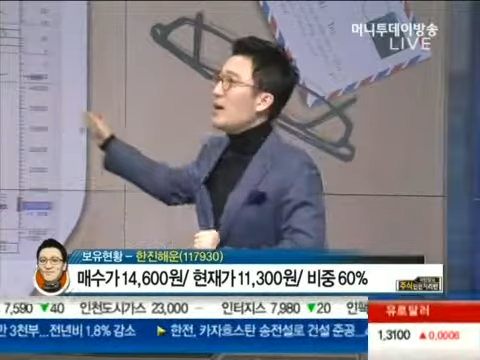 머니투데이방송
LIVE
보유현황 - 한진해운(117930)
매수가 14,600원/ 현재가 11,300원/ 비중 60%
7,590 ▼40 인천도시가스 23,000 — 인터지스 7,980 ▼20 인팩
유로달러
만 3천부...전년비 1.8% 감소 ▶ 한전, 카자흐스탄 송전설로 건설 준공
1,3100 ▲0,0006